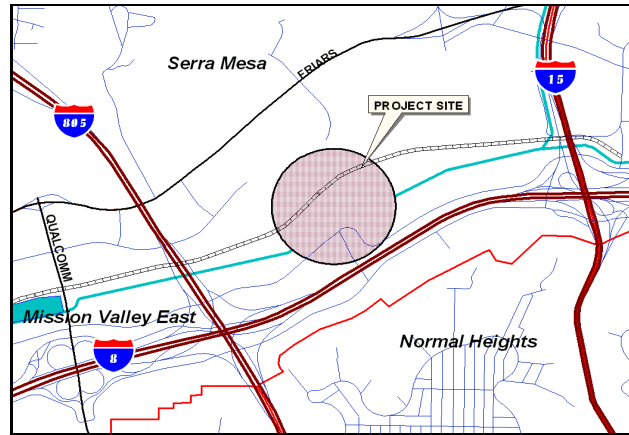 Serra Mesa
FRIARS
15
PROJECT SITE
805
QUALCOMM
Mission Valley East
Normal Heights
8